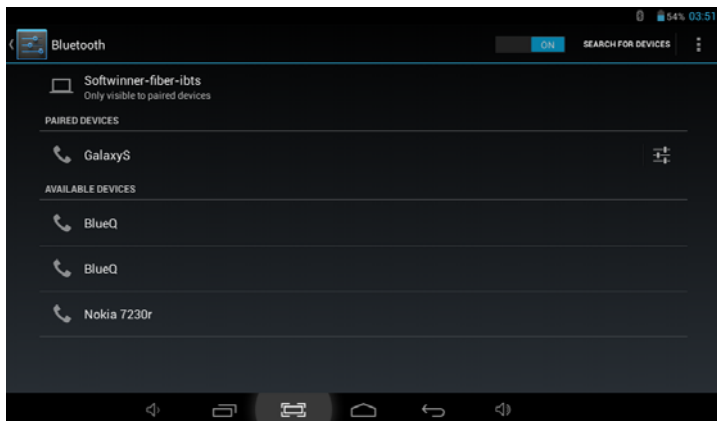 54% 03:51
Bluetooth ON SEARCH FOR DEVICES
Softwinner-fiber-ibts
Only visible to paired devices
PAIRED DEVICES
GalaxyS
AVAILABLE DEVICES
BlueQ
BlueQ
Nokia 7230r